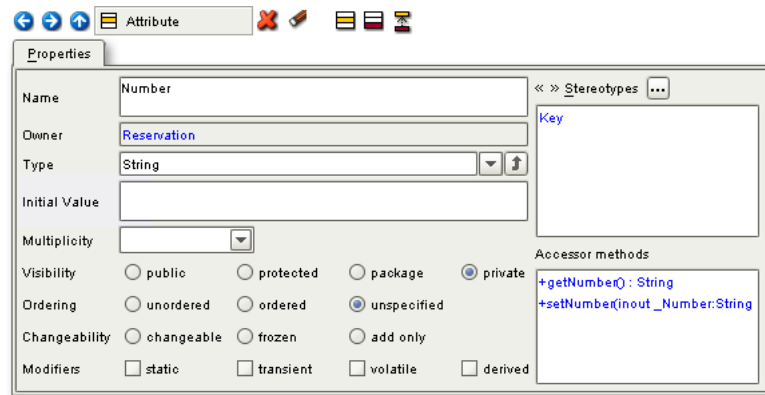 Attribute
Properties
Name
Number
Owner
Reservation
Type
String
Initial Value
Multiplicity
Visibility public protected package private
Ordering unordered ordered unspecified
Changeability changeable frozen add only
Modifiers static transient volatile derived
« » Stereotypes ...
Key
Accessor methods
+getNumber() : String
+setNumber(inout _Number:String